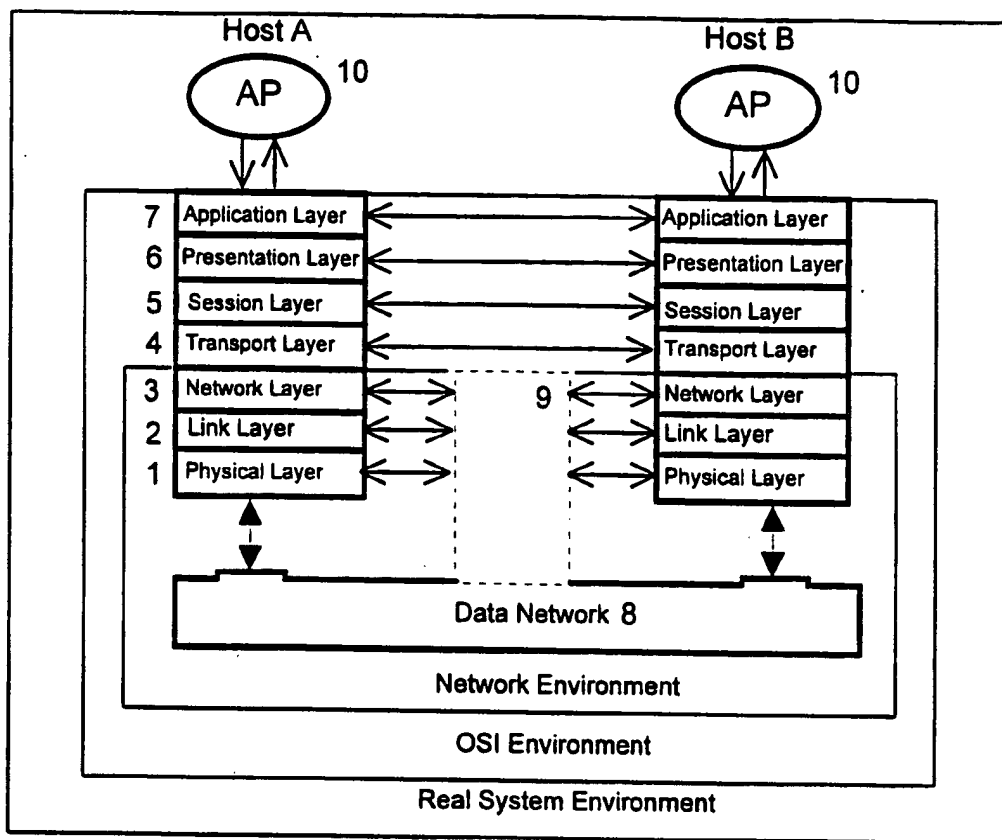 Host A
Host B
AP 10
AP 10
7 Application Layer
Application Layer
6 Presentation Layer
Presentation Layer
5 Session Layer
Session Layer
4 Transport Layer
Transport Layer
3 Network Layer
9
Network Layer
2 Link Layer
Link Layer
1 Physical Layer
Physical Layer
Data Network 8
Network Environment
OSI Environment
Real System Environment